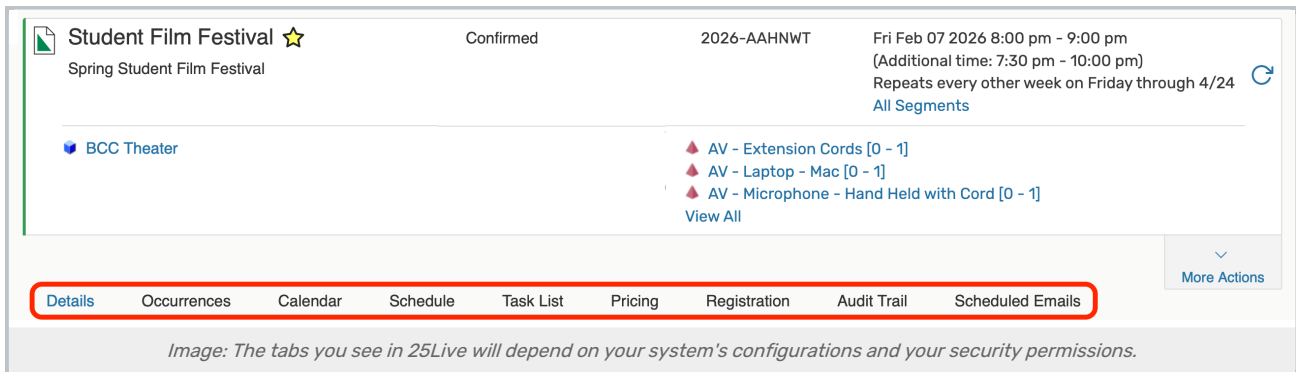 Student Film Festival
Confirmed
2026-AAHNWT
Fri Feb 07 2026 8:00 pm - 9:00 pm
Spring Student Film Festival
(Additional time: 7:30 pm - 10:00 pm)
Repeats every other week on Friday through 4/24
All Segments
BCC Theater
AV - Extension Cords [0 - 1]
AV - Laptop - Mac [0 - 1]
AV - Microphone - Hand Held with Cord [0 - 1]
View All
More Actions
Details Occurrences Calendar Schedule Task List Pricing Registration Audit Trail Scheduled Emails
Image: The tabs you see in 25Live will depend on your system's configurations and your security permissions.